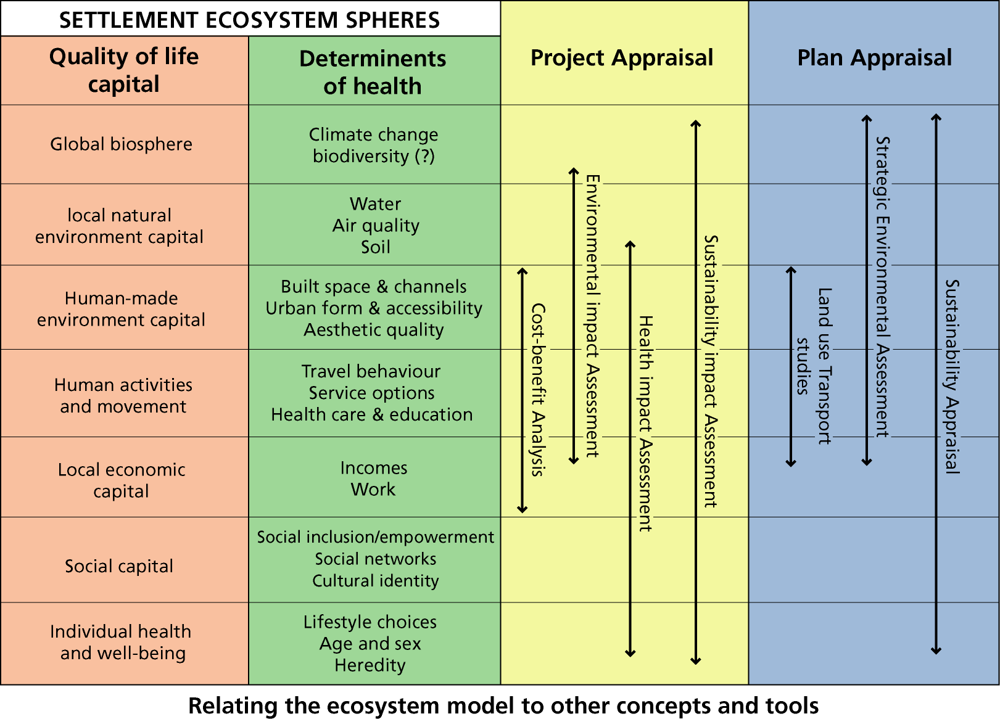 SETTLEMENT ECOSYSTEM SPHERES
Quality of life
capital
Determinents
of health
Project Appraisal
Plan Appraisal
Global biosphere
Climate change
biodiversity (?)
local natural
environment capital
Water
Air quality
Soil
Human-made
environment capital
Built space & channels
Urban form & accessibility
Aesthetic quality
Human activities
and movement
Travel behaviour
Service options
Health care & education
Local economic
capital
Incomes
Work
Social capital
Social inclusion/empowerment
Social networks
Cultural identity
Individual health
and well-being
Lifestyle choices
Age and sex
Heredity
Cost-benefit Analysis
Environmental impact Assessment
Health impact Assessment
Sustainability impact Assessment
Land use Transport
studies
Strategic Environmental Assessment
Sustainability Appraisal
Relating the ecosystem model to other concepts and tools